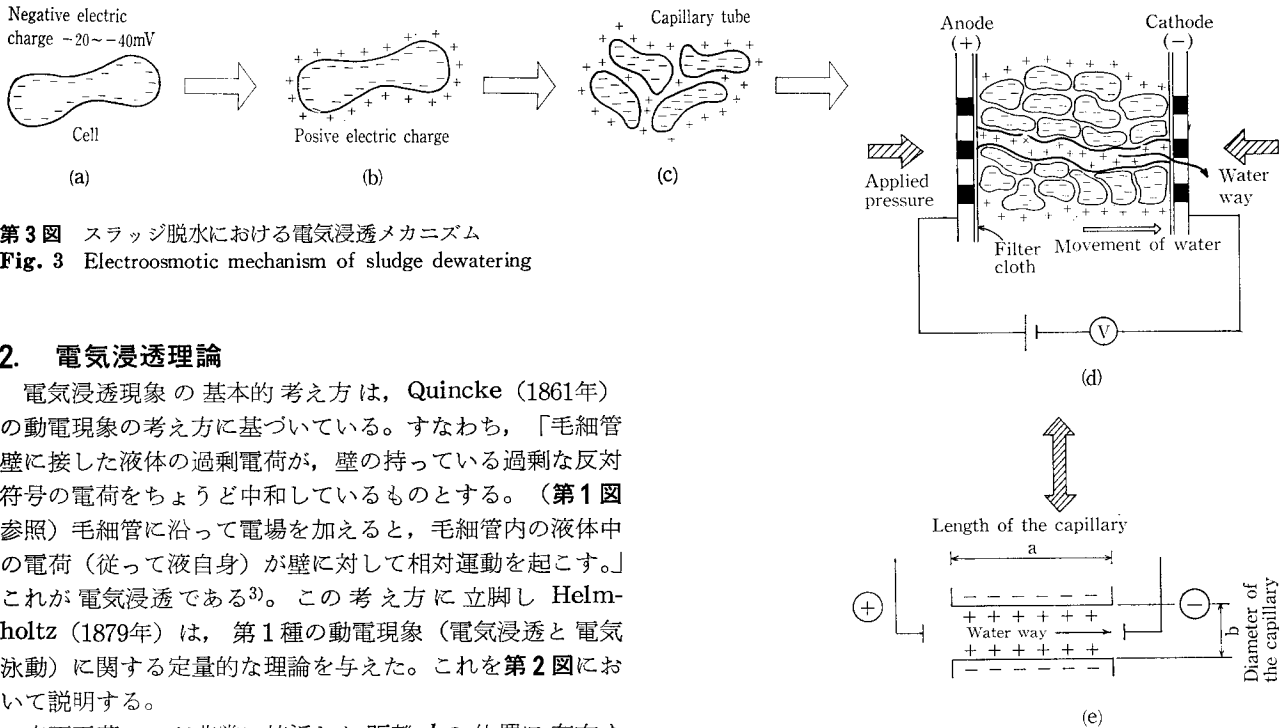 Negative electric
charge −20～−40mV
Cell
(a)
Posive electric charge
(b)
Capillary tube
(c)
Anode
(+)
Cathode
(−)
Applied
pressure
Water
way
Filter
cloth
Movement of water
V
(d)
第3図 スラッジ脱水における電気浸透メカニズム
Fig. 3 Electroosmotic mechanism of sludge dewatering
Length of the capillary
a
+
−
− − − − − −
+ + + + + +
Water way
+ + + + + +
− − − − − −
b
Diameter of
the capillary
(e)
2. 電気浸透理論
電気浸透現象の基本的考え方は，Quincke（1861年）
の動電現象の考え方に基づいている。すなわち，「毛細管
壁に接した液体の過剰電荷が，壁の持っている過剰な反対
符号の電荷をちょうど中和しているものとする。（第1図
参照）毛細管に沿って電場を加えると，毛細管内の液体中
の電荷（従って液自身）が壁に対して相対運動を起こす。」
これが電気浸透である3)。この考え方に立脚し Helm-
holtz（1879年）は，第1種の動電現象（電気浸透と電気
泳動）に関する定量的な理論を与えた。これを第2図にお
いて説明する。